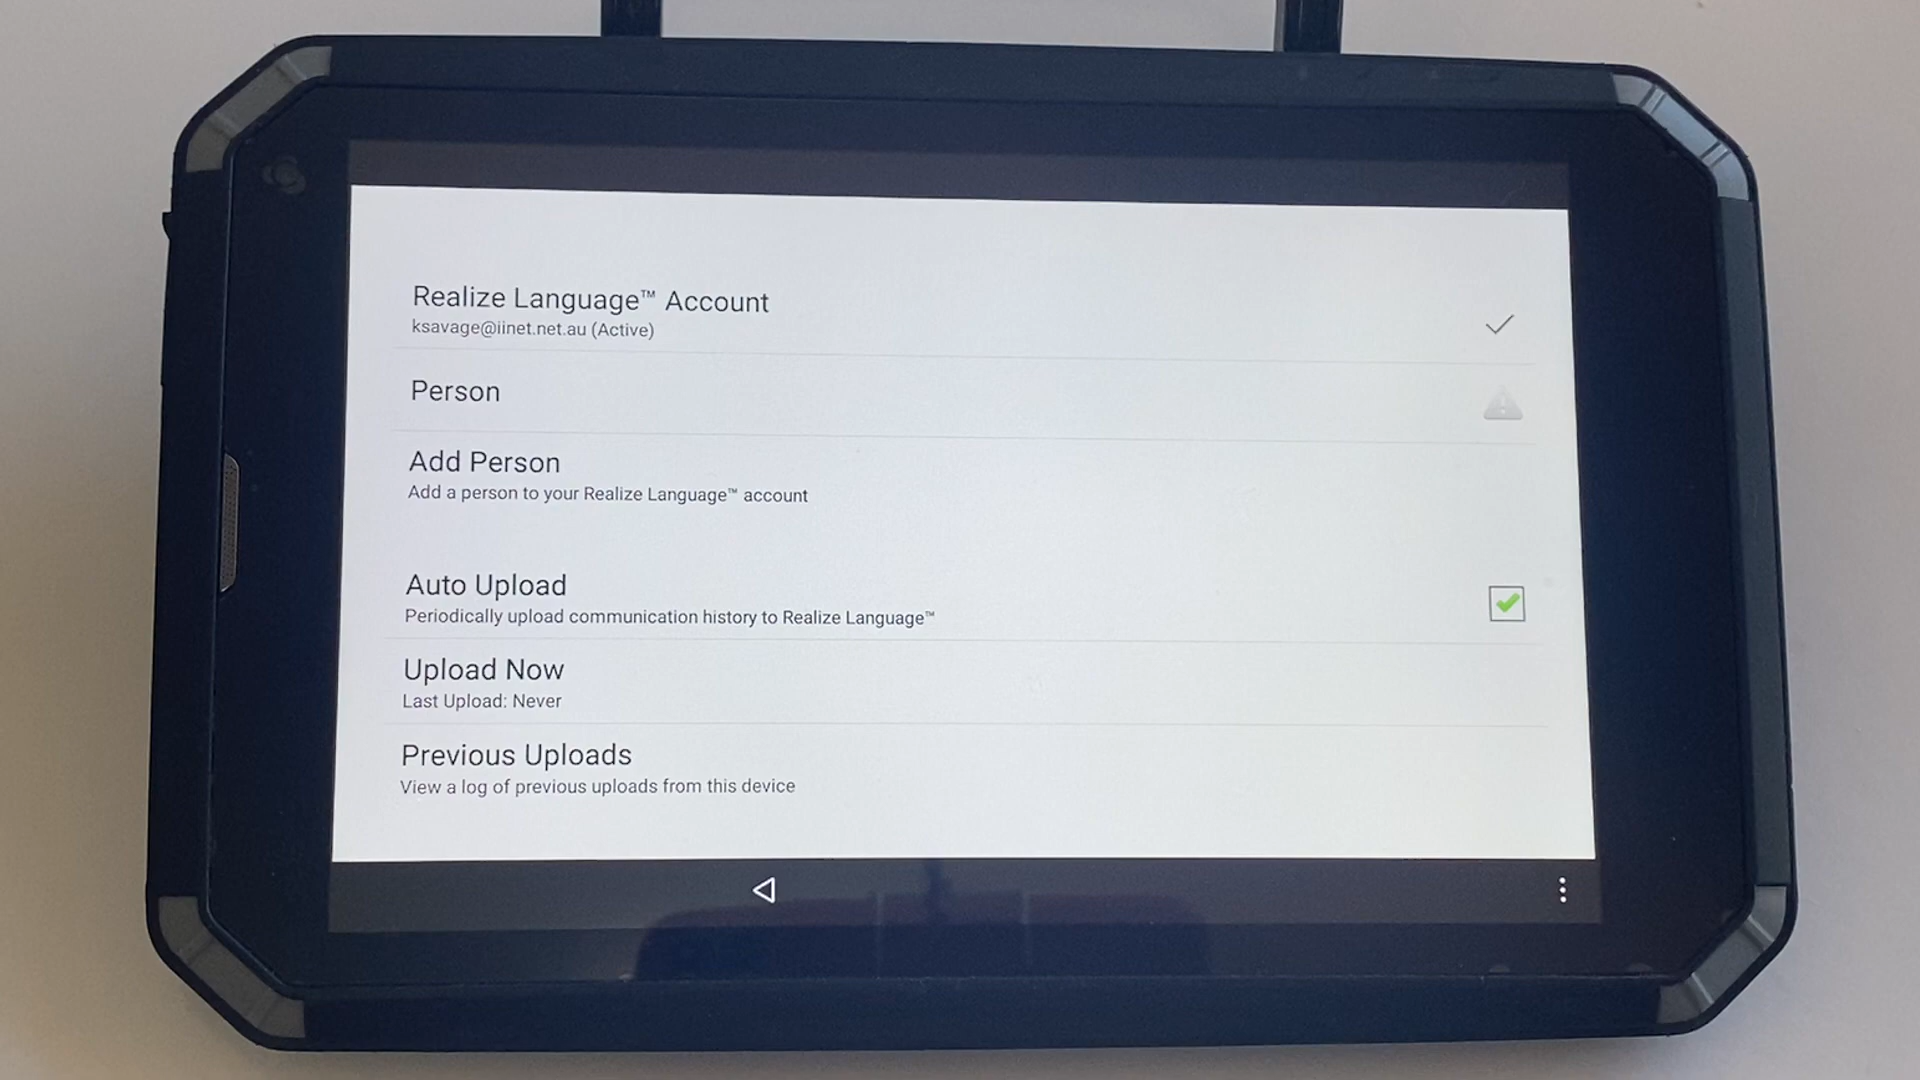 Realize Language™ Account
ksavage@iinet.net.au (Active)
Person
Add Person
Add a person to your Realize Language™ account
Auto Upload
Periodically upload communication history to Realize Language™
Upload Now
Last Upload: Never
Previous Uploads
View a log of previous uploads from this device